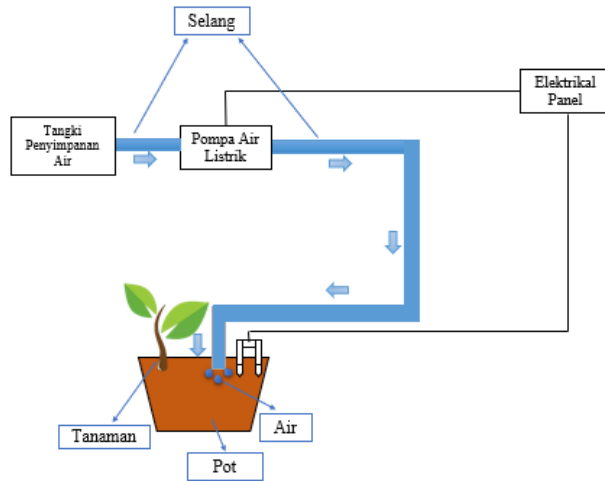 Selang
Elektrikal
Panel
Tangki
Penyimpanan
Air
Pompa Air
Listrik
Tanaman
Air
Pot